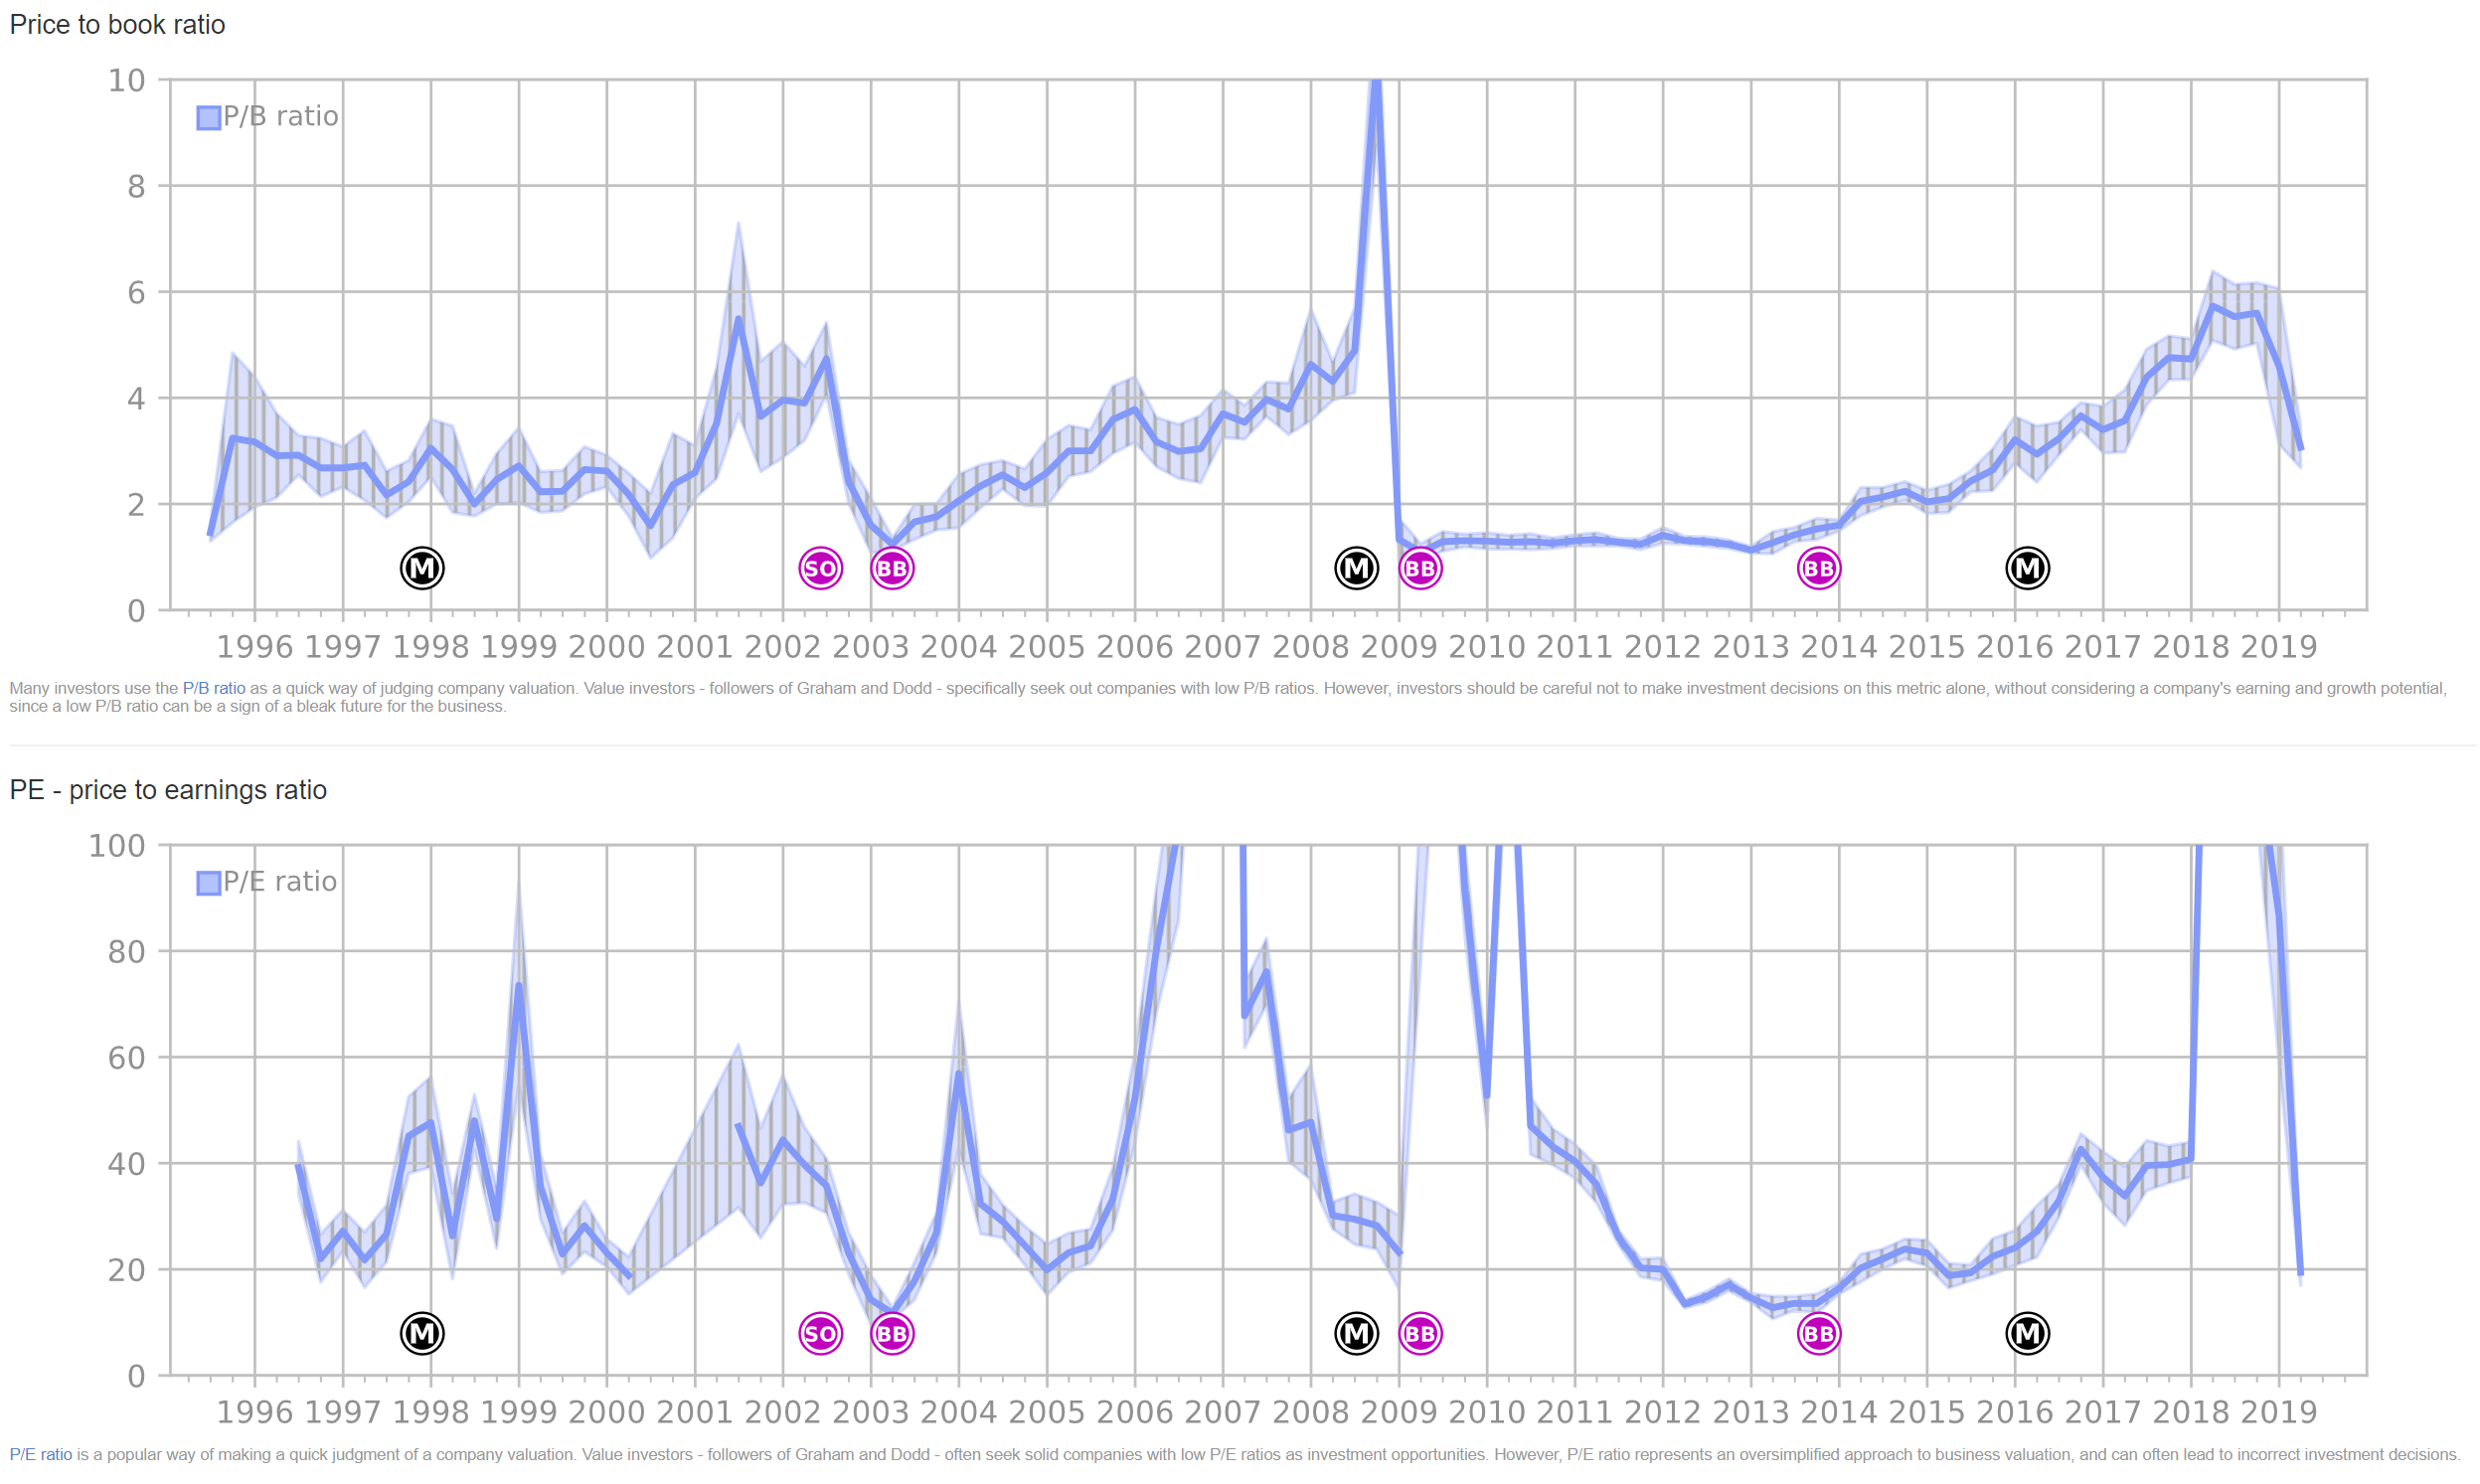 Price to book ratio
10
P/B ratio
8
6
4
2
M SO BB M BB BB M
0
1996 1997 1998 1999 2000 2001 2002 2003 2004 2005 2006 2007 2008 2009 2010 2011 2012 2013 2014 2015 2016 2017 2018 2019
Many investors use the P/B ratio as a quick way of judging company valuation. Value investors - followers of Graham and Dodd - specifically seek out companies with low P/B ratios. However, investors should be careful not to make investment decisions on this metric alone, without considering a company's earning and growth potential,
since a low P/B ratio can be a sign of a bleak future for the business.
PE - price to earnings ratio
100
P/E ratio
80
60
40
20
M SO BB M BB BB M
0
1996 1997 1998 1999 2000 2001 2002 2003 2004 2005 2006 2007 2008 2009 2010 2011 2012 2013 2014 2015 2016 2017 2018 2019
P/E ratio is a popular way of making a quick judgment of a company valuation. Value investors - followers of Graham and Dodd - often seek solid companies with low P/E ratios as investment opportunities. However, P/E ratio represents an oversimplified approach to business valuation, and can often lead to incorrect investment decisions.